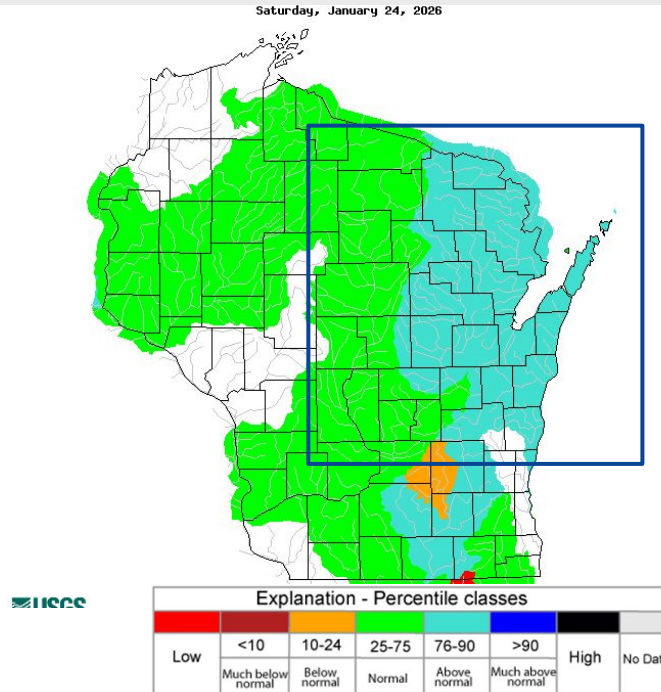 Saturday, January 24, 2026
USGS
Explanation - Percentile classes
Low
<10
10-24
25-75
76-90
>90
High
No Dat
Much below normal
Below normal
Normal
Above normal
Much above normal